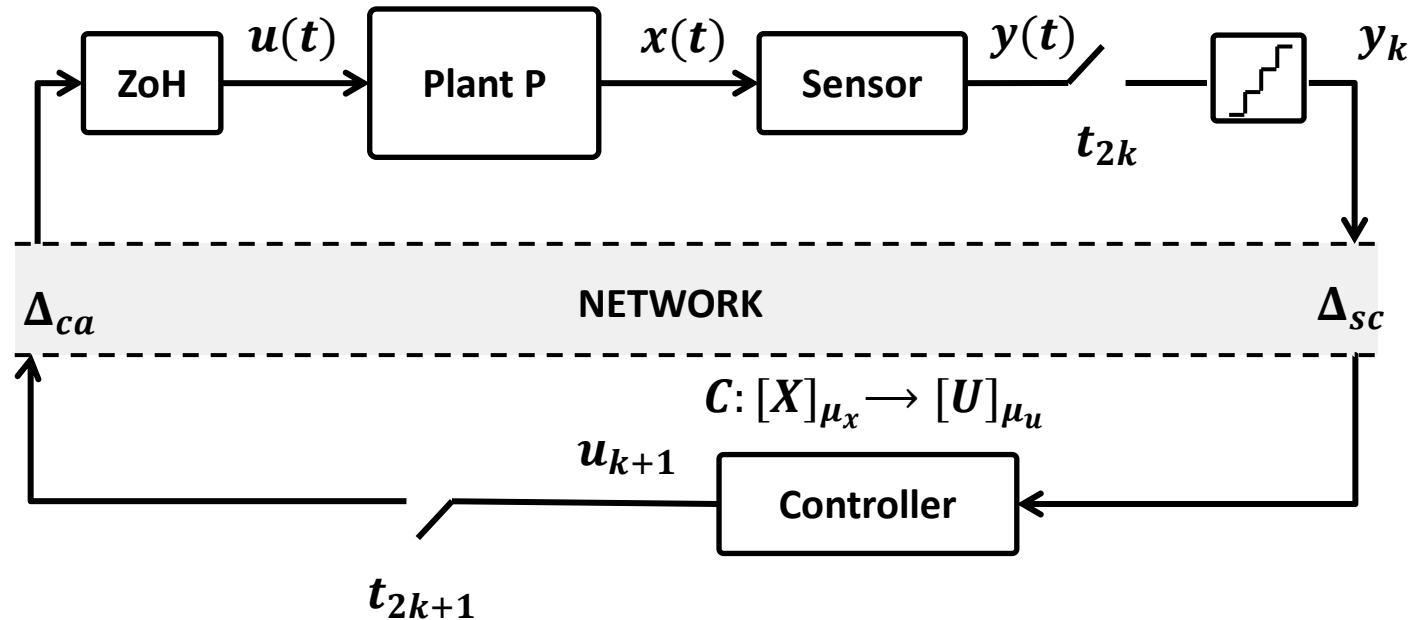 u(t)
x(t)
y(t)
y_k
ZoH
Plant P
Sensor
t_{2k}
Δ_{ca}
NETWORK
Δ_{sc}
C: [X]_{μ_x} → [U]_{μ_u}
u_{k+1}
Controller
t_{2k+1}